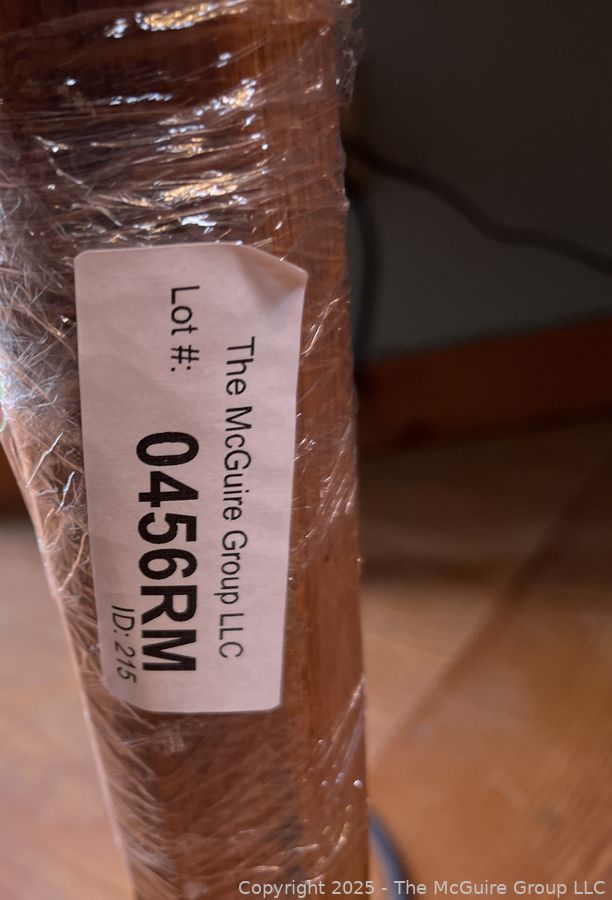 The McGuire Group LLC
Lot #:
0456RM
ID: 215
Copyright 2025 - The McGuire Group LLC